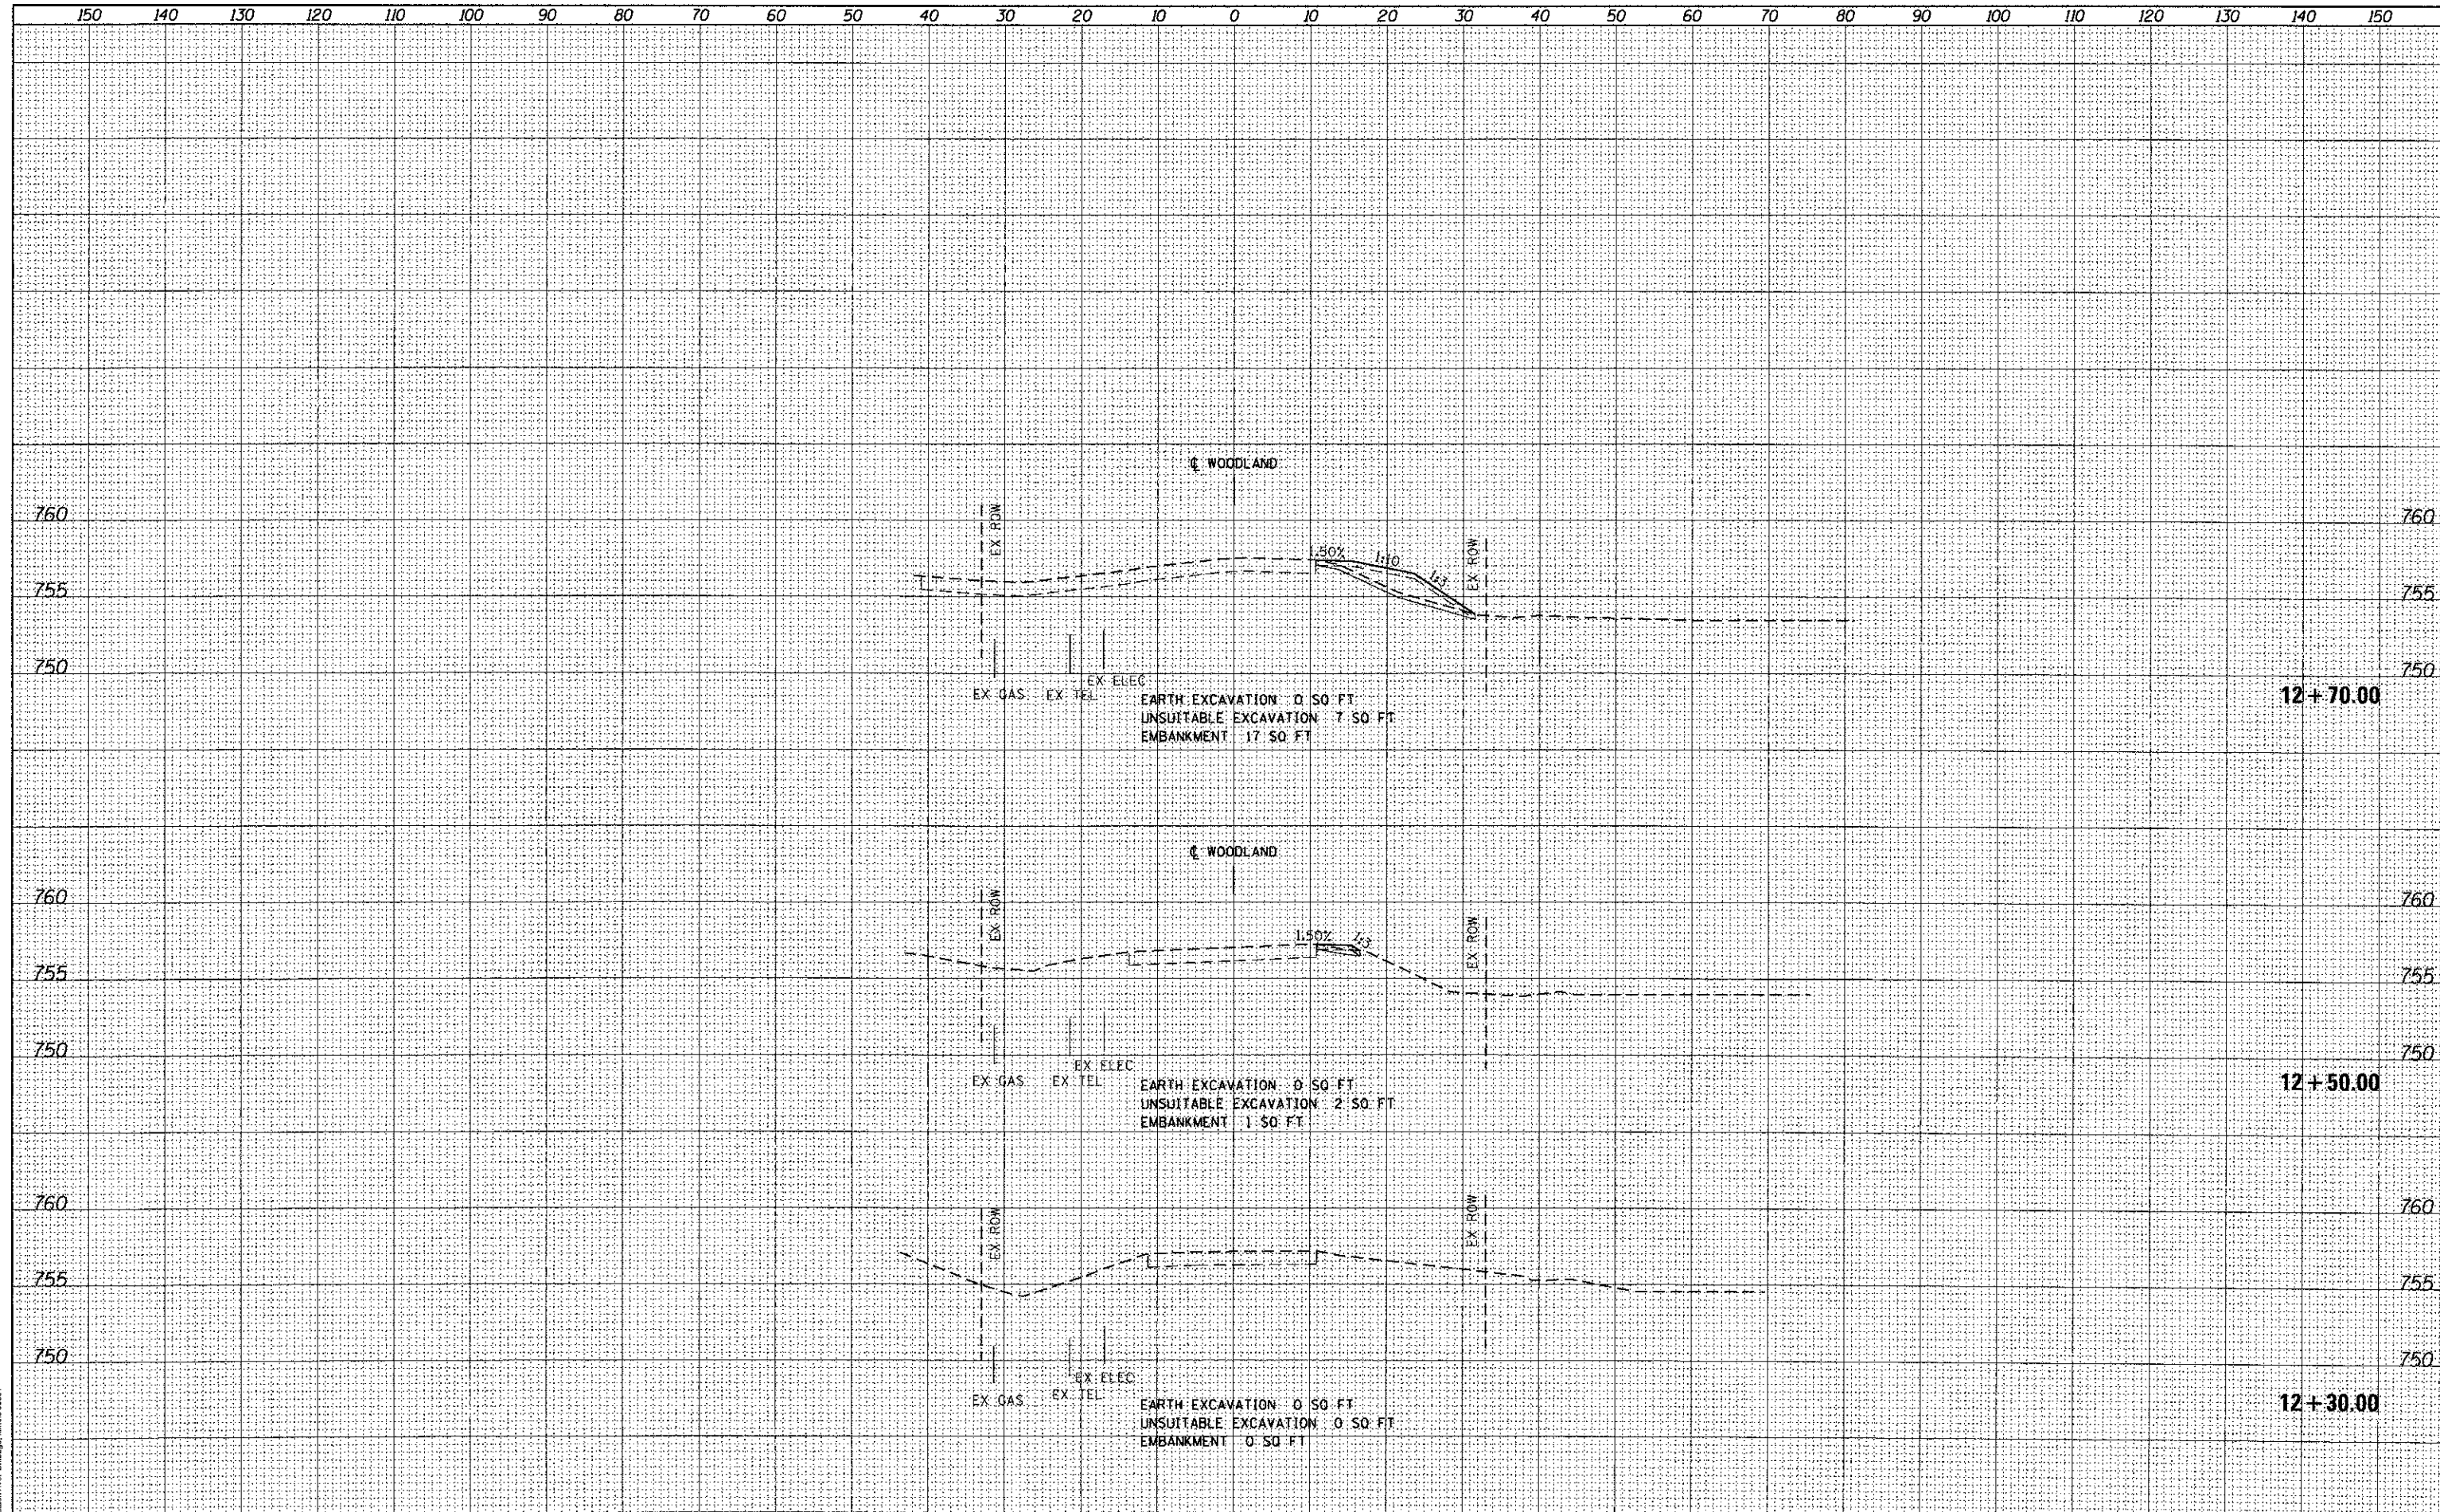 150 140 130 120 110 100 90 80 70 60 50 40 30 20 10 0 10 20 30 40 50 60 70 80 90 100 110 120 130 140 150
℄ WOODLAND
760 EX ROW 760
1.50% 1:10 1:3 EX ROW
755 755
750 750
EX ELEC
EX GAS EX TEL
EARTH EXCAVATION 0 SQ FT
12+70.00
UNSUITABLE EXCAVATION 7 SQ FT
EMBANKMENT 17 SQ FT
℄ WOODLAND
760 EX ROW 760
1.50% 1:3 EX ROW
755 755
750 750
EX ELEC
EX GAS EX TEL
EARTH EXCAVATION 0 SQ FT
12+50.00
UNSUITABLE EXCAVATION 2 SQ FT
EMBANKMENT 1 SQ FT
760 EX ROW EX ROW 760
755 755
750 750
EX ELEC
EX GAS EX TEL
EARTH EXCAVATION 0 SQ FT
12+30.00
UNSUITABLE EXCAVATION 0 SQ FT
EMBANKMENT 0 SQ FT